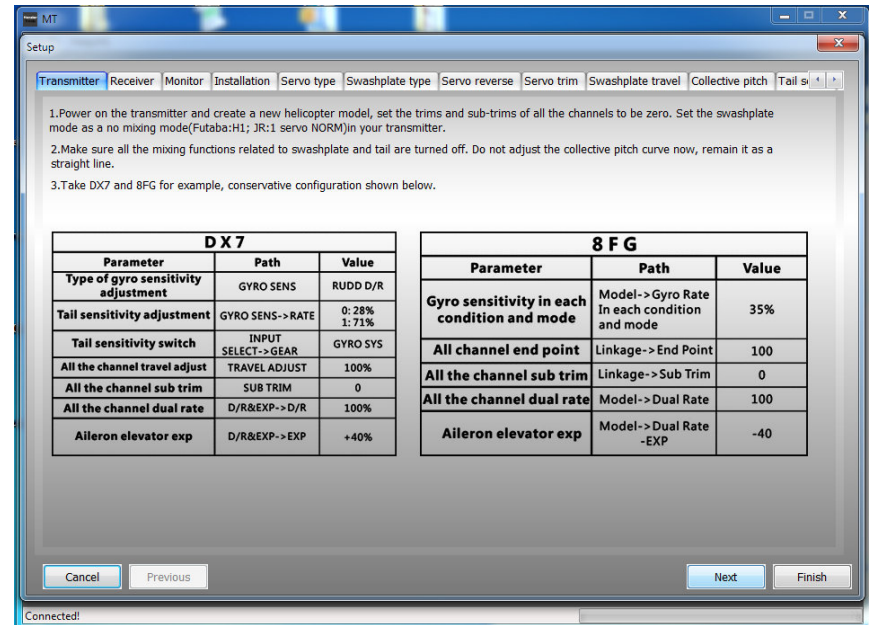 MT
Setup
Transmitter Receiver Monitor Installation Servo type Swashplate type Servo reverse Servo trim Swashplate travel Collective pitch Tail
1.Power on the transmitter and create a new helicopter model, set the trims and sub-trims of all the channels to be zero. Set the swashplate
mode as a no mixing mode(Futaba:H1; JR:1 servo NORM)in your transmitter.
2.Make sure all the mixing functions related to swashplate and tail are turned off. Do not adjust the collective pitch curve now, remain it as a
straight line.
3.Take DX7 and 8FG for example, conservative configuration shown below.
DX7
Parameter Path Value
Type of gyro sensitivity
adjustment
GYRO SENS
RUDD D/R
Tail sensitivity adjustment
GYRO SENS->RATE
0: 28%
1: 71%
Tail sensitivity switch
INPUT
SELECT->GEAR
GYRO SYS
All the channel travel adjust TRAVEL ADJUST 100%
All the channel sub trim SUB TRIM 0
All the channel dual rate D/R&EXP->D/R 100%
Aileron elevator exp D/R&EXP->EXP +40%
8FG
Parameter Path Value
Gyro sensitivity in each
condition and mode
Model->Gyro Rate
In each condition
and mode
35%
All channel end point Linkage->End Point 100
All the channel sub trim Linkage->Sub Trim 0
All the channel dual rate Model->Dual Rate 100
Aileron elevator exp
Model->Dual Rate
-EXP
-40
Cancel Previous Next Finish
Connected!